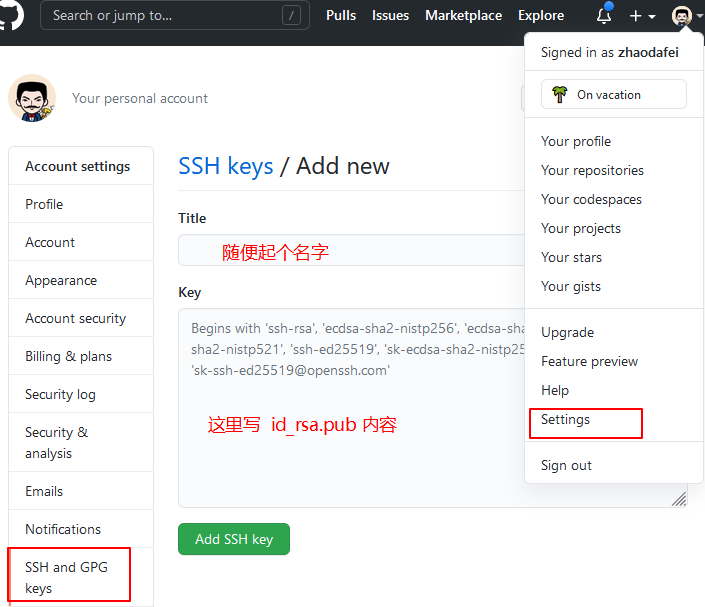 Search or jump to...
/
Pulls
Issues
Marketplace
Explore
Signed in as zhaodafei
On vacation
Your profile
Your repositories
Your codespaces
Your projects
Your stars
Your gists
Upgrade
Feature preview
Help
Settings
Sign out
Your personal account
Account settings
Profile
Account
Appearance
Account security
Billing & plans
Security log
Security &
analysis
Emails
Notifications
SSH and GPG
keys
SSH keys / Add new
Title
随便起个名字
Key
Begins with 'ssh-rsa', 'ecdsa-sha2-nistp256', 'ecdsa-sha
sha2-nistp521', 'ssh-ed25519', 'sk-ecdsa-sha2-nistp25
'sk-ssh-ed25519@openssh.com'
这里写 id_rsa.pub 内容
Add SSH key